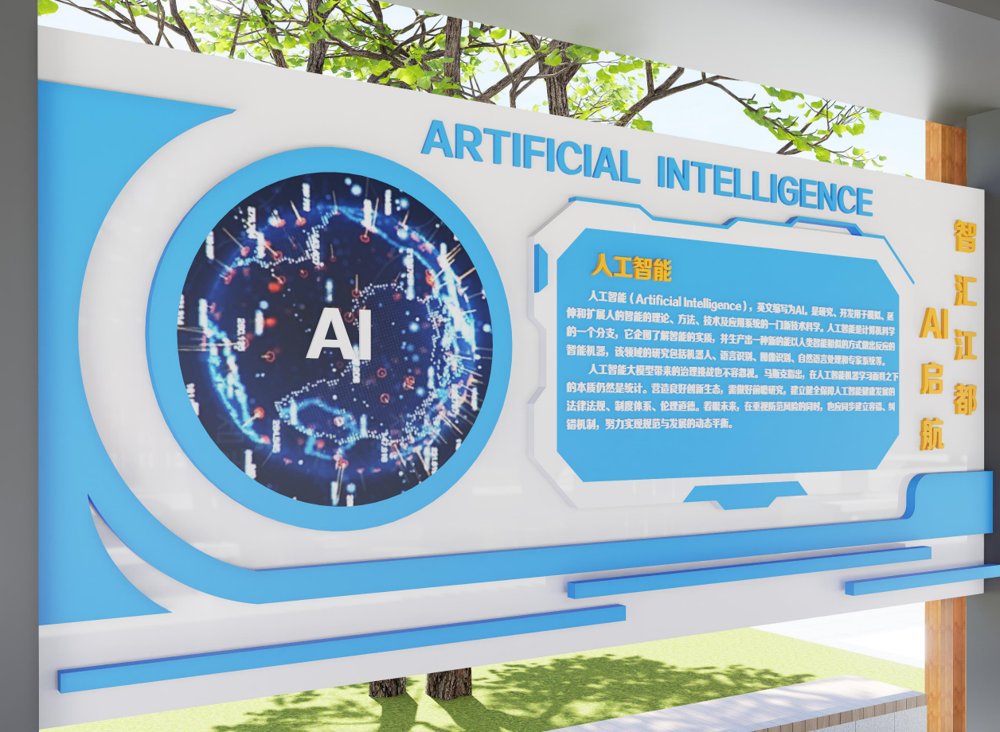 ARTIFICIAL INTELLIGENCE
AI
人工智能
人工智能（Artificial Intelligence），英文缩写为AI。是研究、开发用于模拟、延
伸和扩展人的智能的理论、方法、技术及应用系统的一门新技术科学。人工智能是计算机科学
的一个分支，它企图了解智能的实质，并生产出一种新的能以人类智能相似的方式做出反应的
智能机器，该领域的研究包括机器人、语言识别、图像识别、自然语言处理和专家系统等。
人工智能大模型带来的治理挑战也不容忽视。马斯克指出，在人工智能机器学习面具之下
的本质仍然是统计。营造良好创新生态，需做好前瞻研究，建立健全保障人工智能健康发展的
法律法规、制度体系、伦理道德。着眼未来，在重视防范风险的同时，也应同步建立容错、纠
错机制，努力实现规范与发展的动态平衡。
智汇江都
AI启航